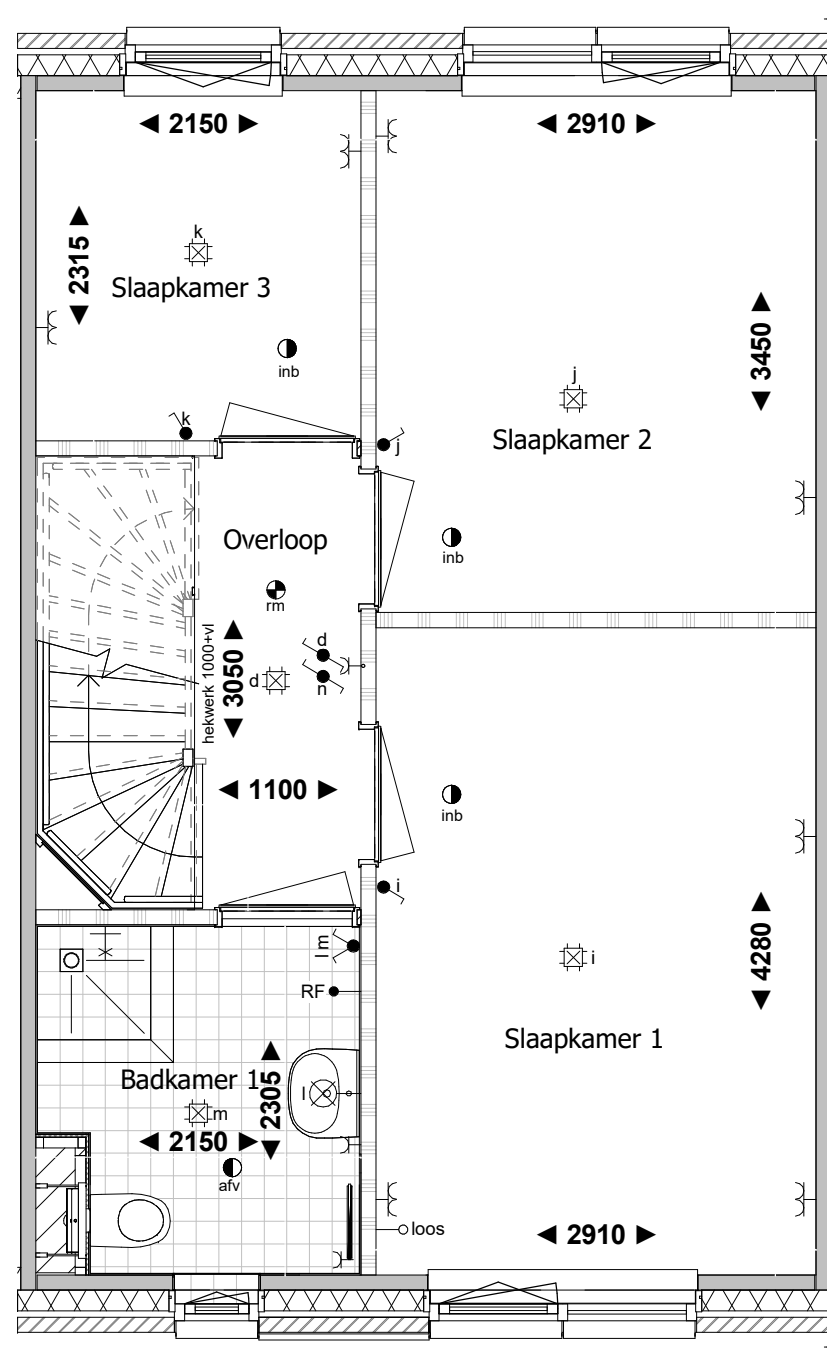 ◄ 2150 ►
◄ 2910 ►
k
◄ 2315 ►
Slaapkamer 3
inb
◄ 3450 ►
j
k
j
Slaapkamer 2
Overloop
inb
rm
d
hekwerk 1000+vl
◄ 3050 ►
d
n
◄ 1100 ►
inb
i
l m
◄ 4280 ►
i
RF
Slaapkamer 1
Badkamer 1
◄ 2305 ►
l
m
◄ 2150 ►
afv
loos
◄ 2910 ►